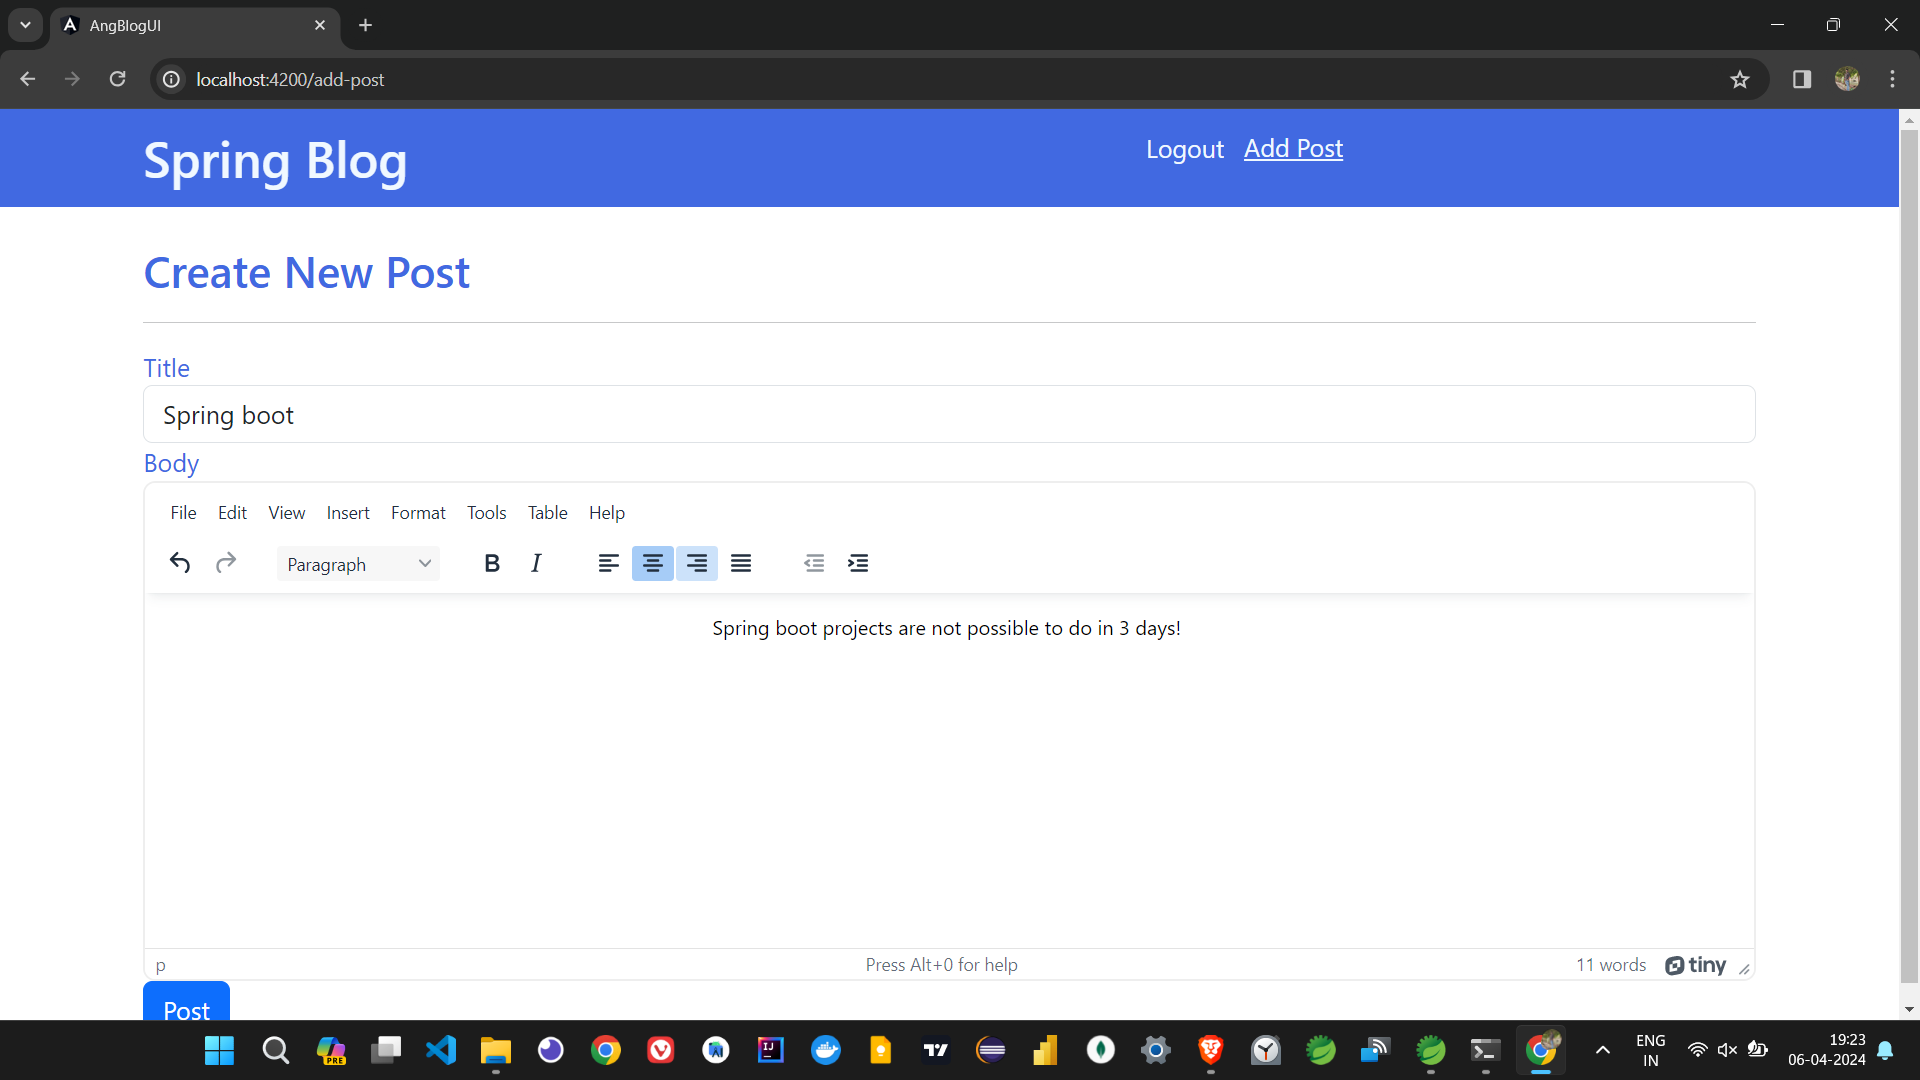 AngBlogUI
localhost:4200/add-post
Spring Blog
Logout Add Post
Create New Post
Title
Spring boot
Body
File Edit View Insert Format Tools Table Help
Paragraph B I
Spring boot projects are not possible to do in 3 days!
p Press Alt+0 for help 11 words tiny
Post
PRE
IJ
ENG
IN
19:23
06-04-2024